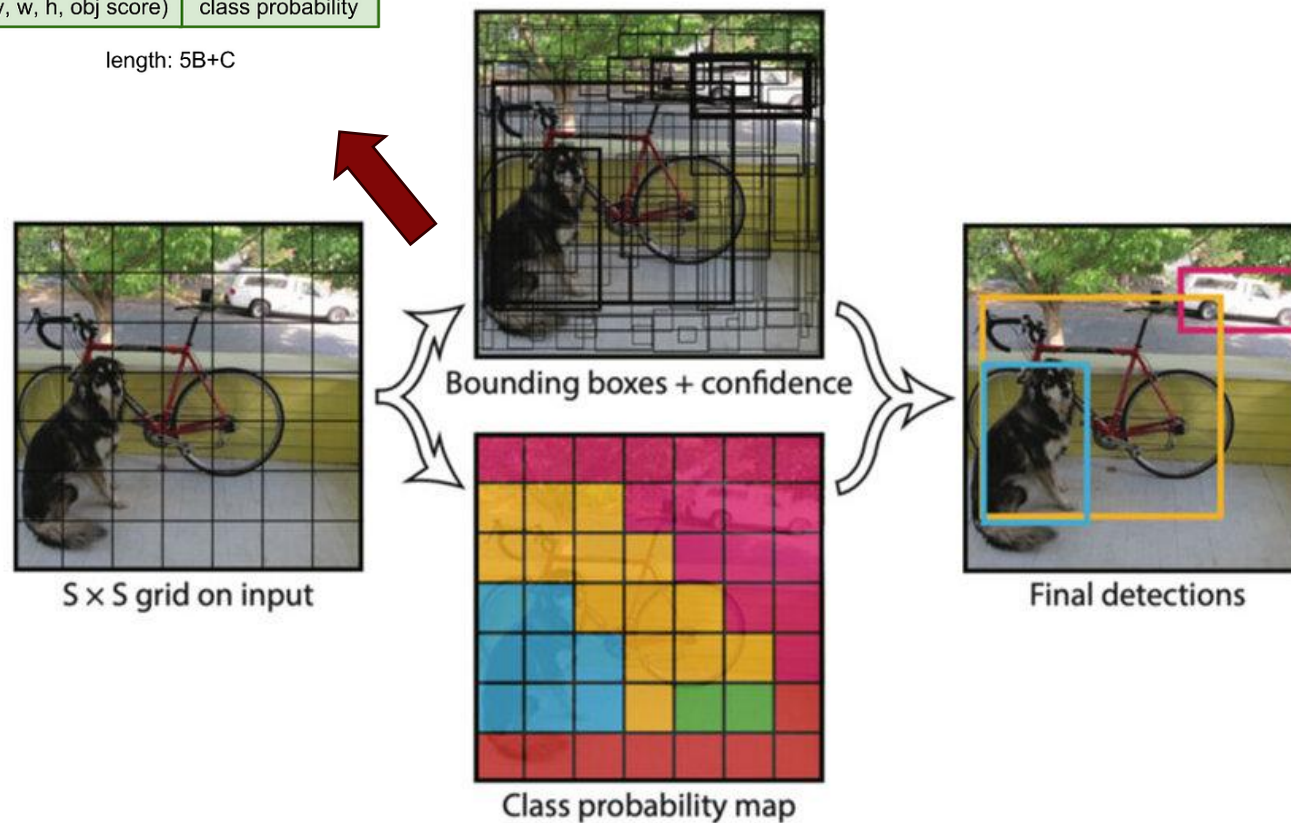 , w, h, obj score)
class probability
length: 5B+C
Bounding boxes + confidence
S × S grid on input
Final detections
Class probability map